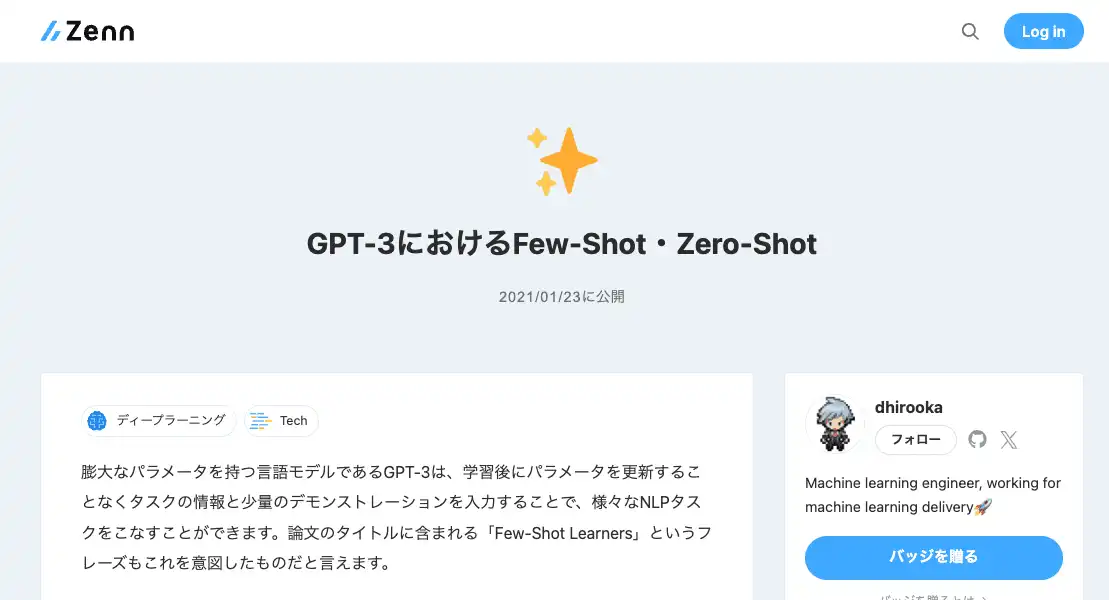 Zenn
Log in
GPT-3におけるFew-Shot・Zero-Shot
2021/01/23に公開
ディープラーニング
Tech
膨大なパラメータを持つ言語モデルであるGPT-3は、学習後にパラメータを更新するこ
となくタスクの情報と少量のデモンストレーションを入力することで、様々なNLPタス
クをこなすことができます。論文のタイトルに含まれる「Few-Shot Learners」というフ
レーズもこれを意図したものだと言えます。
dhirooka
フォロー
Machine learning engineer, working for
machine learning delivery🚀
バッジを贈る